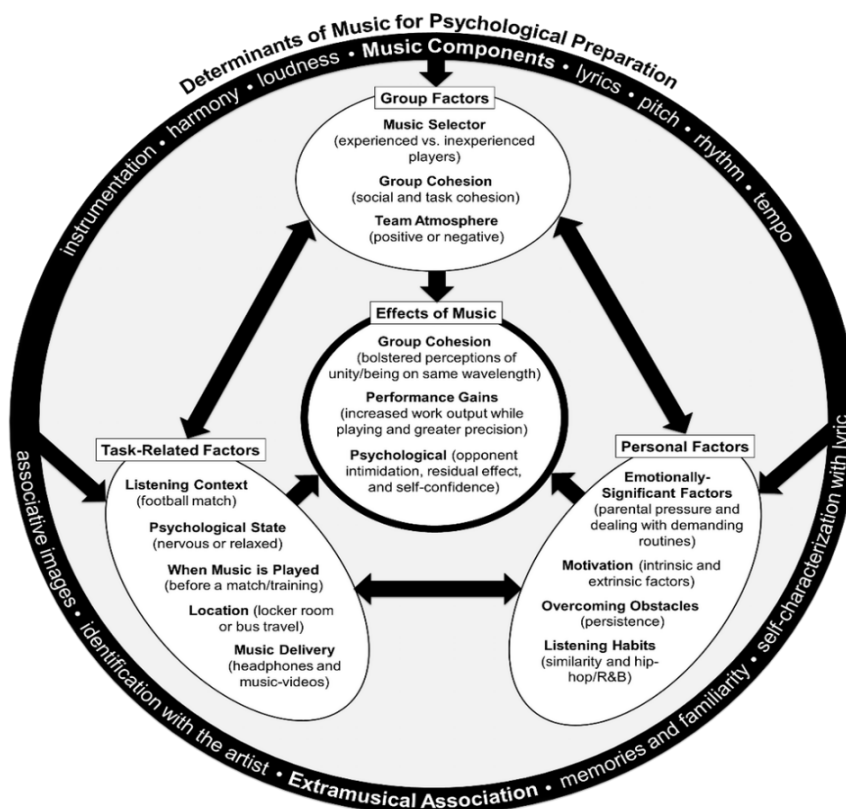 Determinants of Music for Psychological Preparation
instrumentation • harmony • loudness • Music Components • lyrics • pitch • rhythm • tempo
Group Factors
Music Selector
(experienced vs. inexperienced
players)
Group Cohesion
(social and task cohesion)
Team Atmosphere
(positive or negative)
Effects of Music
Group Cohesion
(bolstered perceptions of
unity/being on same wavelength)
Performance Gains
(increased work output while
playing and greater precision)
Psychological (opponent
intimidation, residual effect,
and self-confidence)
Task-Related Factors
Listening Context
(football match)
Psychological State
(nervous or relaxed)
When Music is Played
(before a match/training)
Location (locker room
or bus travel)
Music Delivery
(headphones and
music-videos)
Personal Factors
Emotionally-
Significant Factors
(parental pressure and
dealing with demanding
routines)
Motivation (intrinsic and
extrinsic factors)
Overcoming Obstacles
(persistence)
Listening Habits
(similarity and hip-
hop/R&B)
associative images • identification with the artist • Extramusical Association • memories and familiarity • self-characterization with lyric